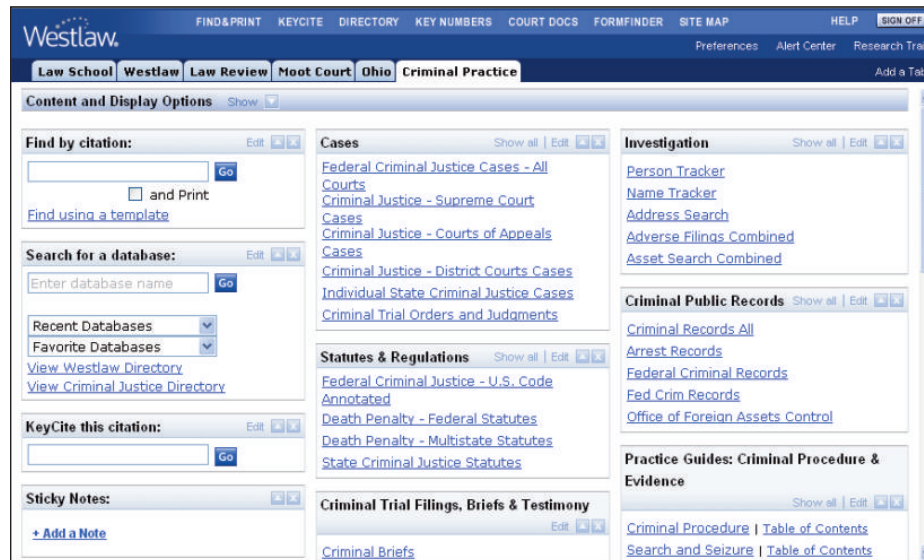 Westlaw.
FIND&PRINT KEYCITE DIRECTORY KEY NUMBERS COURT DOCS FORMFINDER SITE MAP HELP SIGN OFF
Preferences Alert Center Research Trai
Law School Westlaw Law Review Moot Court Ohio Criminal Practice Add a Tab
Content and Display Options Show
Find by citation: Edit
Go
and Print
Find using a template
Search for a database: Edit
Enter database name Go
Recent Databases
Favorite Databases
View Westlaw Directory
View Criminal Justice Directory
KeyCite this citation: Edit
Go
Sticky Notes:
+ Add a Note
Cases Show all | Edit
Federal Criminal Justice Cases - All
Courts
Criminal Justice - Supreme Court
Cases
Criminal Justice - Courts of Appeals
Cases
Criminal Justice - District Courts Cases
Individual State Criminal Justice Cases
Criminal Trial Orders and Judgments
Statutes & Regulations Show all | Edit
Federal Criminal Justice - U.S. Code
Annotated
Death Penalty - Federal Statutes
Death Penalty - Multistate Statutes
State Criminal Justice Statutes
Criminal Trial Filings, Briefs & Testimony
Edit
Criminal Briefs
Investigation Show all | Edit
Person Tracker
Name Tracker
Address Search
Adverse Filings Combined
Asset Search Combined
Criminal Public Records Show all | Edit
Criminal Records All
Arrest Records
Federal Criminal Records
Fed Crim Records
Office of Foreign Assets Control
Practice Guides: Criminal Procedure &
Evidence
Show all | Edit
Criminal Procedure | Table of Contents
Search and Seizure | Table of Contents